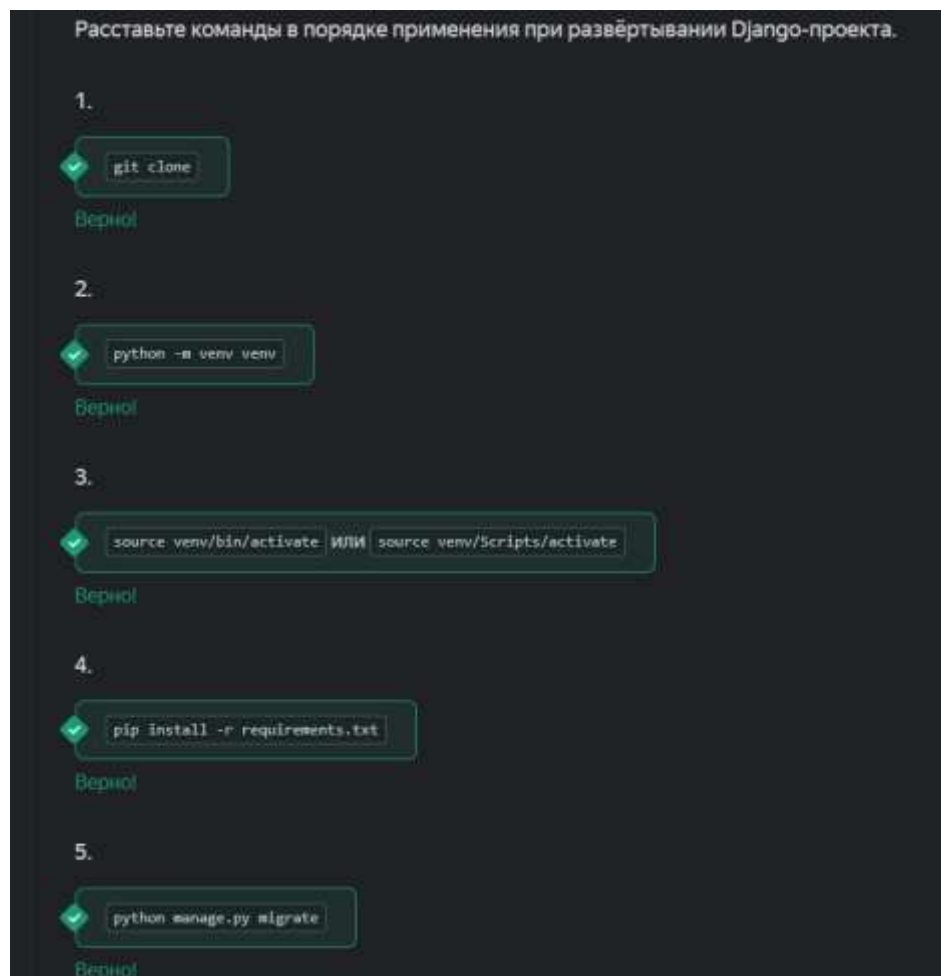 Расставьте команды в порядке применения при развёртывании Django-проекта.
1.
git clone
Верно!
2.
python -m venv venv
Верно!
3.
source venv/bin/activate или source venv/Scripts/activate
Верно!
4.
pip install -r requirements.txt
Верно!
5.
python manage.py migrate
Верно!